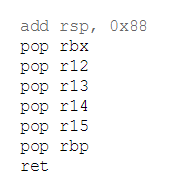 add rsp, 0x88
pop rbx
pop r12
pop r13
pop r14
pop r15
pop rbp
ret